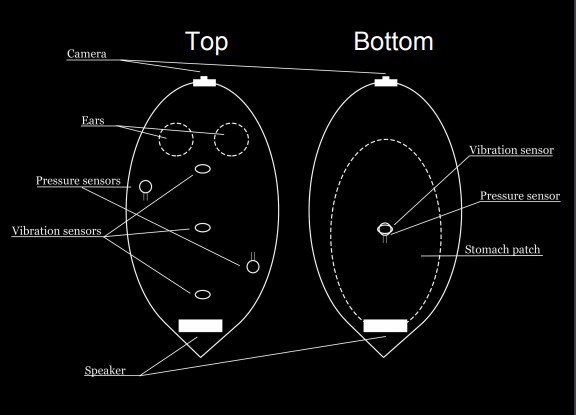 Top
Bottom
Camera
Ears
Pressure sensors
Vibration sensors
Speaker
Vibration sensor
Pressure sensor
Stomach patch